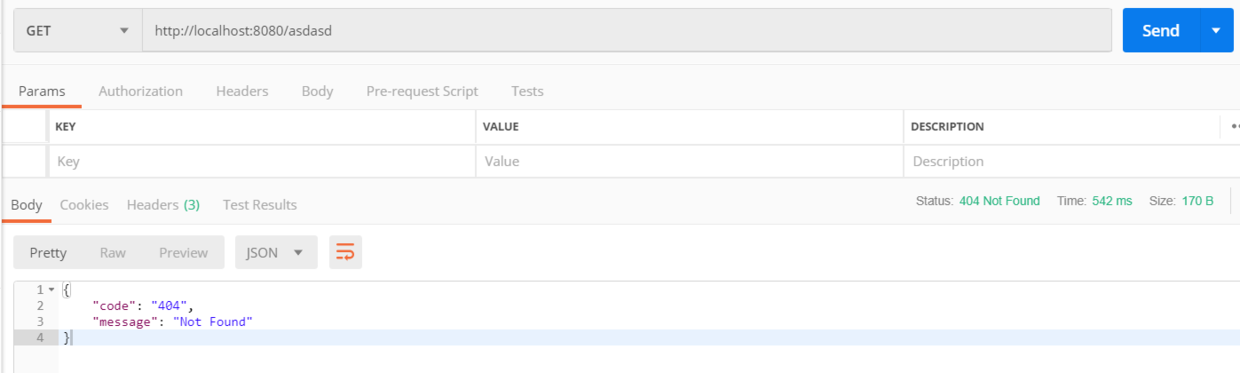 GET http://localhost:8080/asdasd Send
Params Authorization Headers Body Pre-request Script Tests
KEY VALUE DESCRIPTION
Key Value Description
Body Cookies Headers (3) Test Results Status: 404 Not Found Time: 542 ms Size: 170 B
Pretty Raw Preview JSON
1 {
2 "code": "404",
3 "message": "Not Found"
4 }